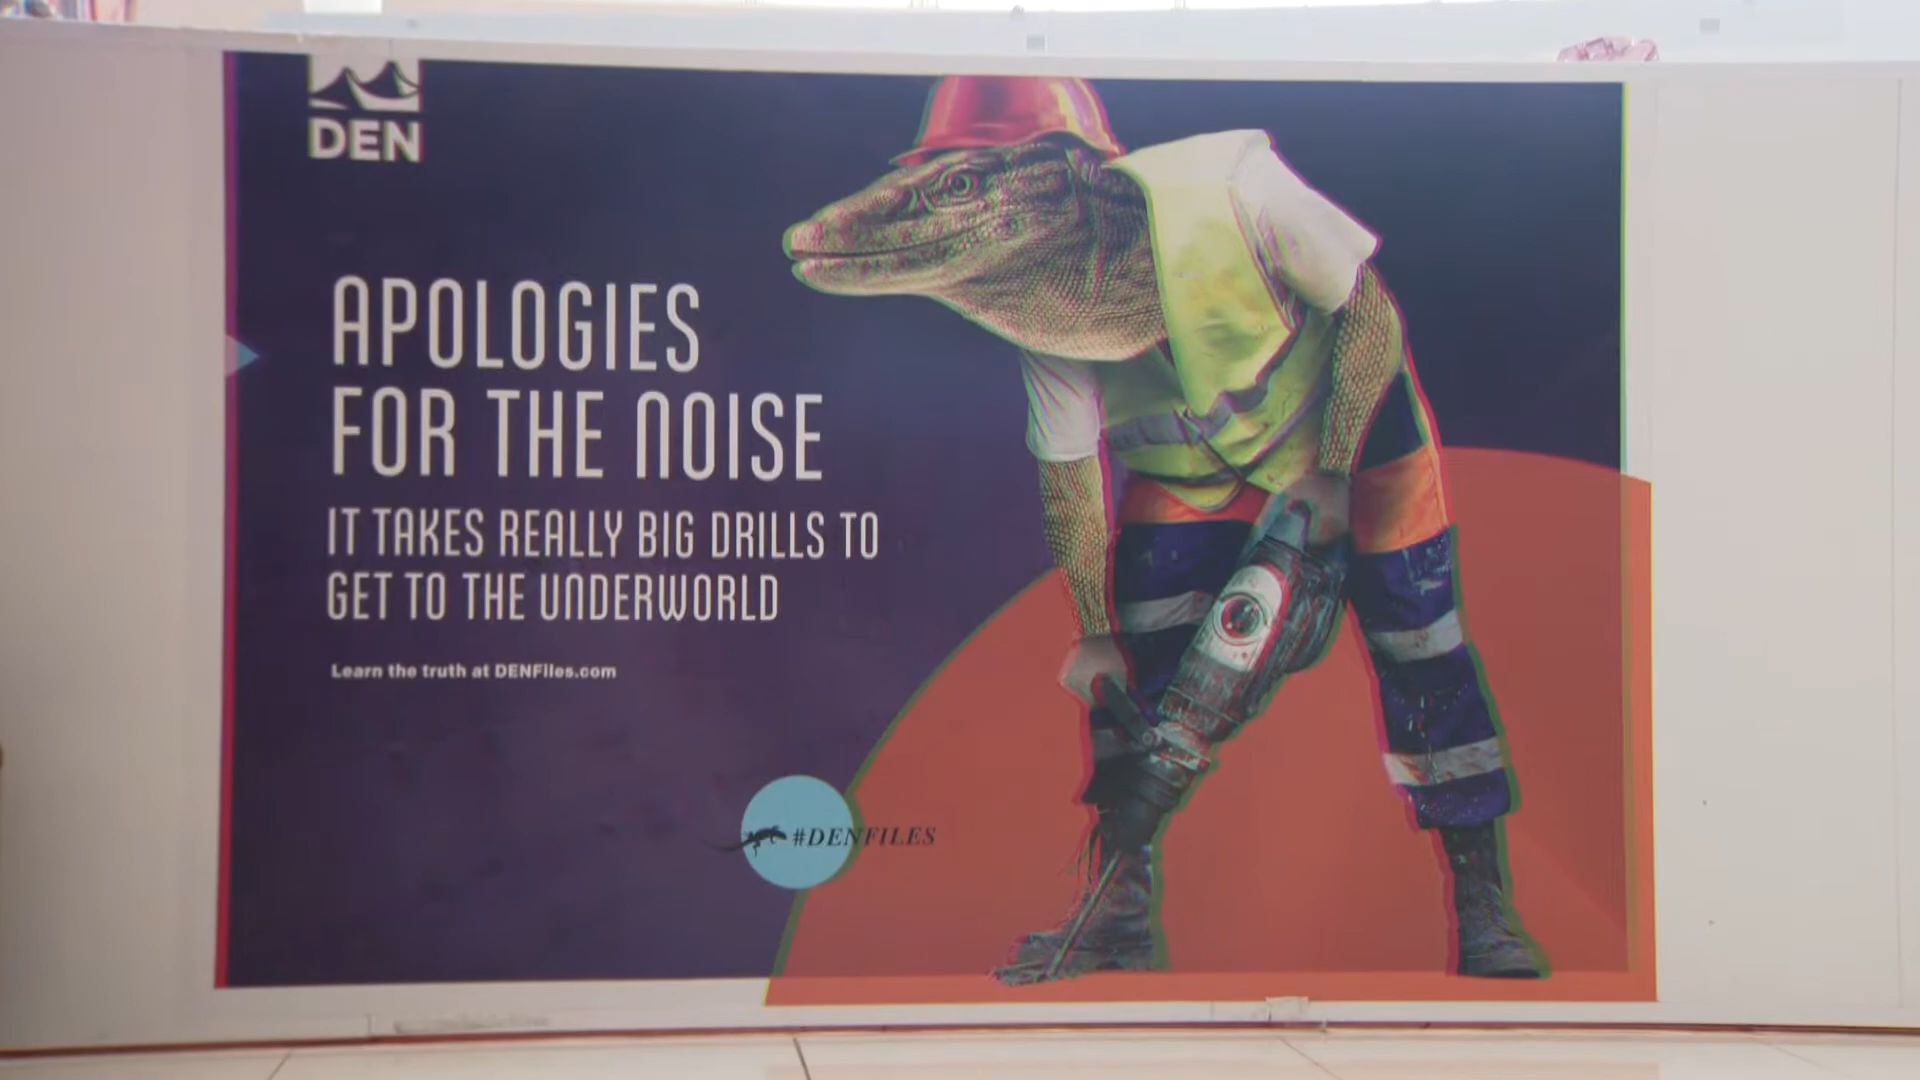 DEN
APOLOGIES
FOR THE NOISE
IT TAKES REALLY BIG DRILLS TO
GET TO THE UNDERWORLD
Learn the truth at DENFiles.com
#DENFILES